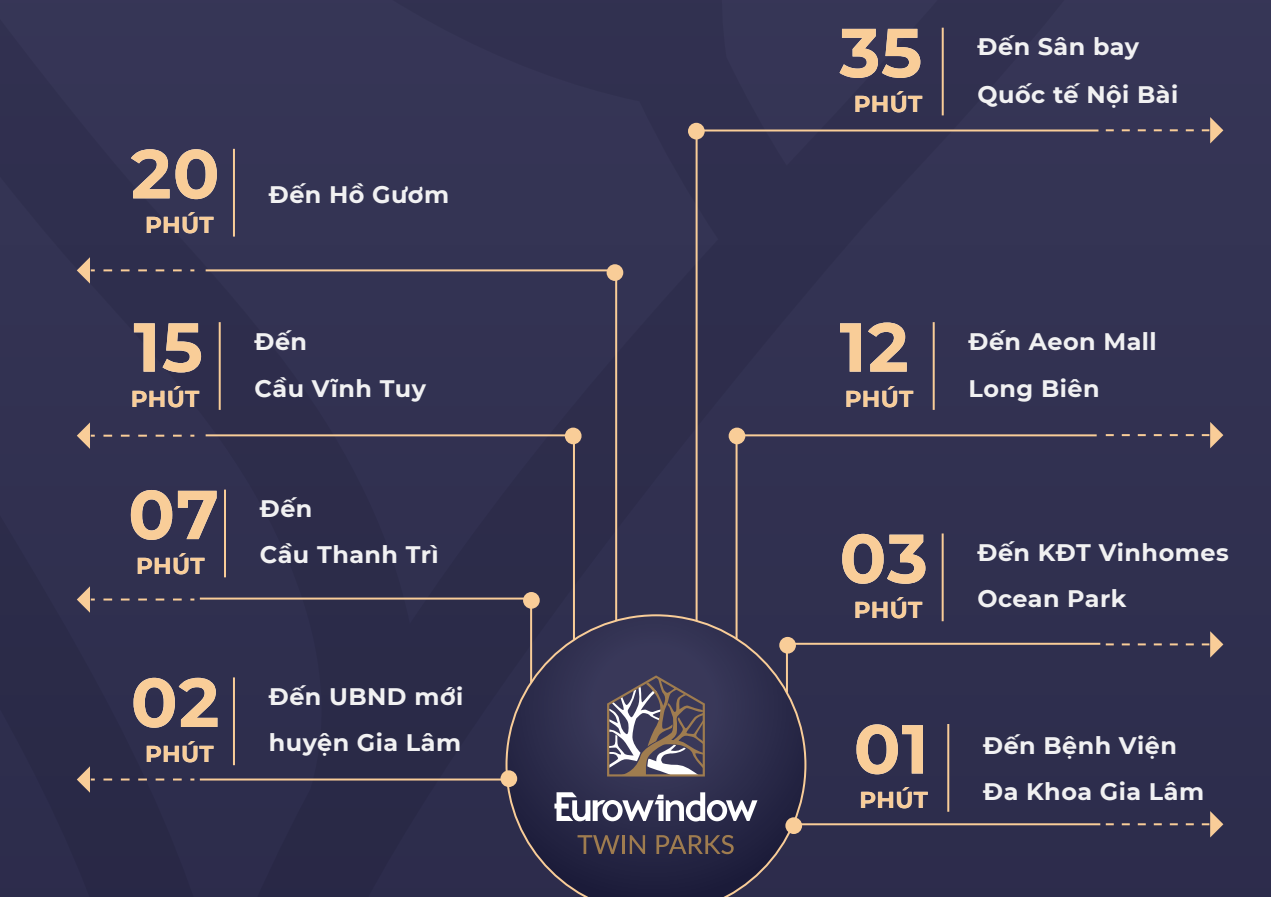 35
PHÚT
Đến Sân bay
Quốc tế Nội Bài
20
PHÚT
Đến Hồ Gươm
15
PHÚT
Đến
Cầu Vĩnh Tuy
12
PHÚT
Đến Aeon Mall
Long Biên
07
PHÚT
Đến
Cầu Thanh Trì
03
PHÚT
Đến KĐT Vinhomes
Ocean Park
02
PHÚT
Đến UBND mới
huyện Gia Lâm
01
PHÚT
Đến Bệnh Viện
Đa Khoa Gia Lâm
Eurowindow
TWIN PARKS